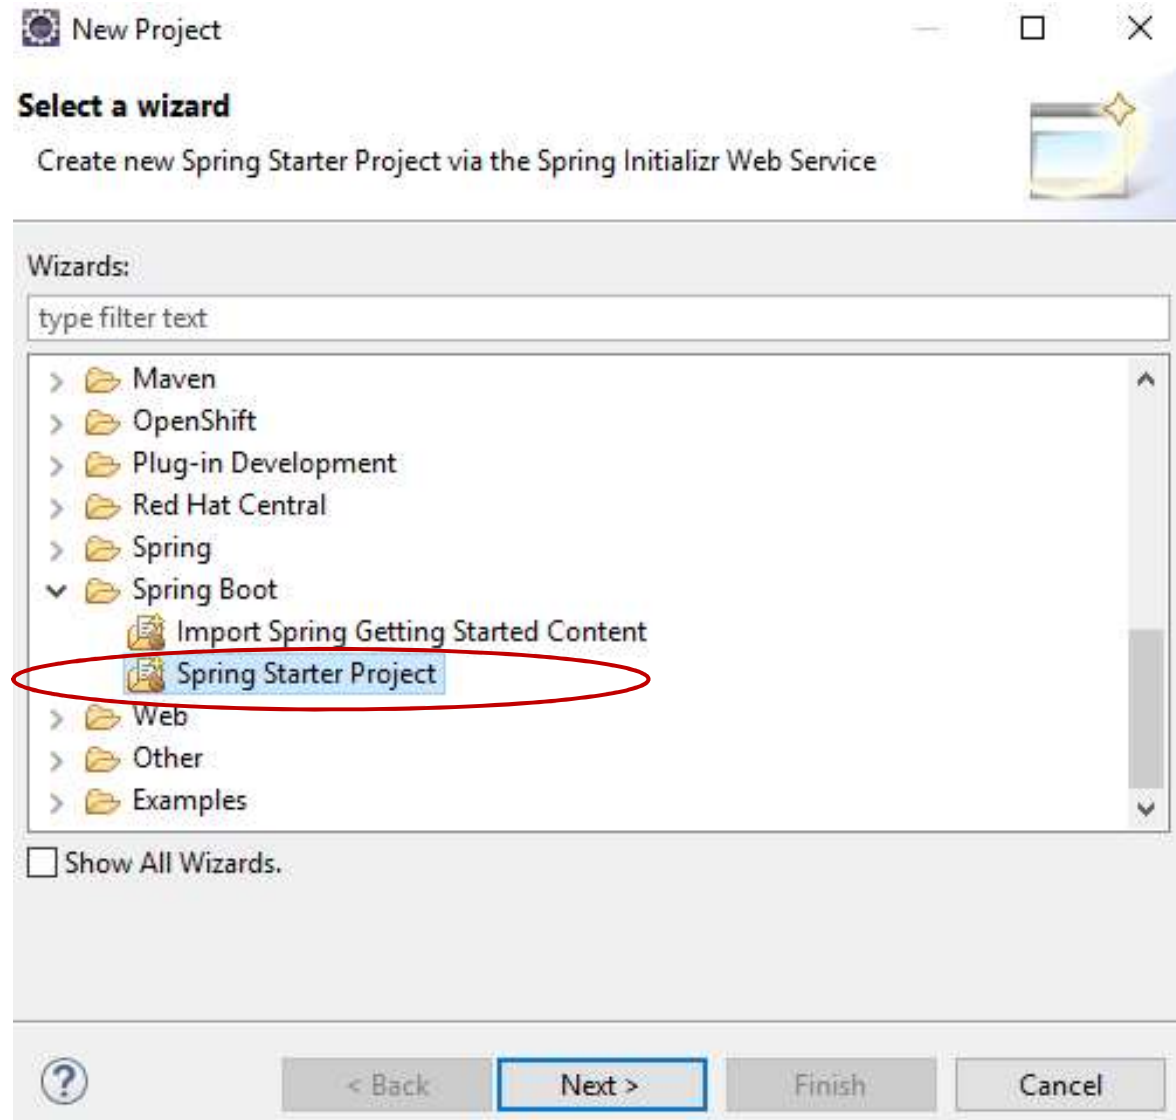 New Project
Select a wizard
Create new Spring Starter Project via the Spring Initializr Web Service
Wizards:
type filter text
Maven
OpenShift
Plug-in Development
Red Hat Central
Spring
Spring Boot
Import Spring Getting Started Content
Spring Starter Project
Web
Other
Examples
Show All Wizards.
? < Back Next > Finish Cancel